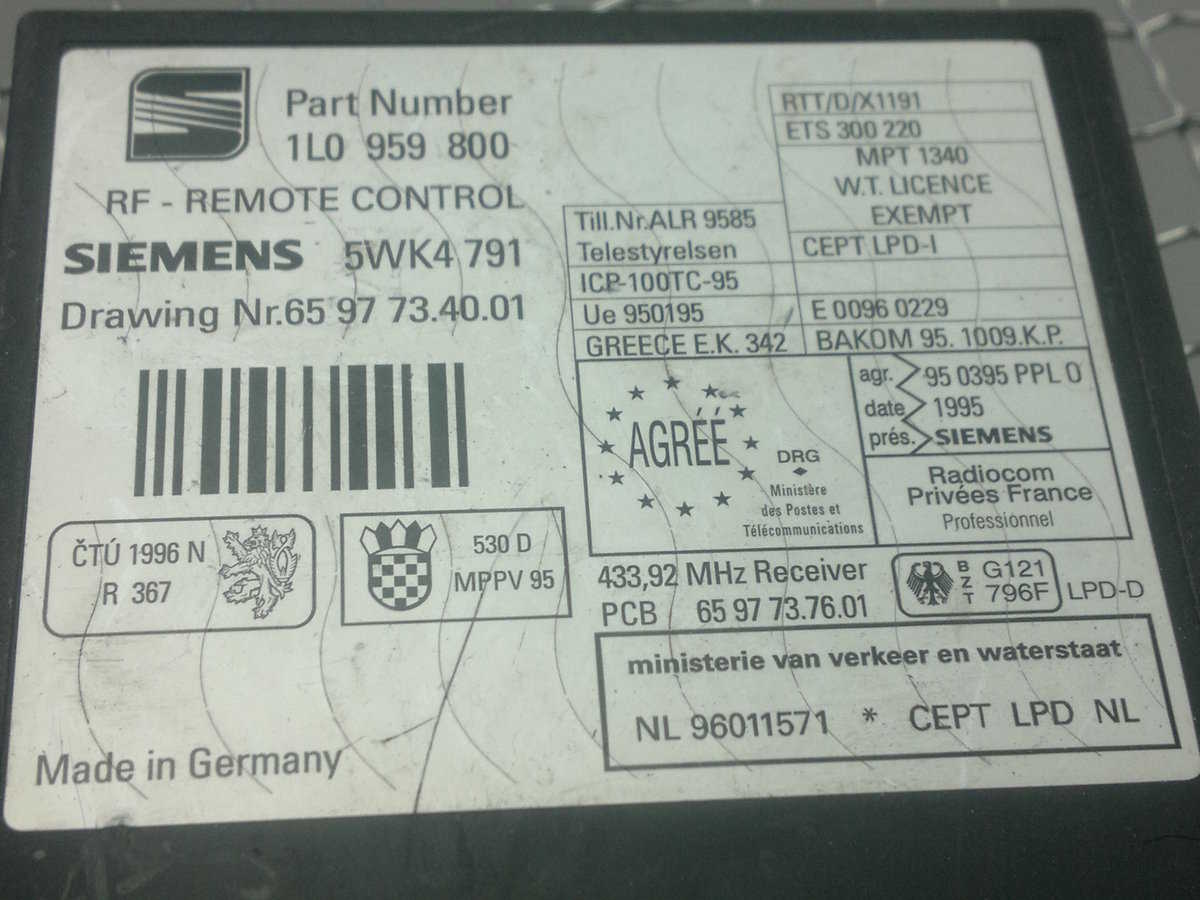 Part Number
1L0 959 800
RF - REMOTE CONTROL
SIEMENS 5WK4 791
Drawing Nr.65 97 73.40.01
RTT/D/X1191
ETS 300 220
MPT 1340
W.T. LICENCE
EXEMPT
Till.Nr.ALR 9585
Telestyrelsen
CEPT LPD-I
ICP-100TC-95
Ue 950195
E 0096 0229
GREECE E.K. 342
BAKOM 95. 1009.K.P.
AGRÉÉ
DRG
Ministère
des Postes et
Télécommunications
agr. 95 0395 PPL 0
date 1995
prés. SIEMENS
Radiocom
Privées France
Professionnel
ČTÚ 1996 N
R 367
530 D
MPPV 95
433,92 MHz Receiver
PCB 65 97 73.76.01
BZT
G121
796F
LPD-D
ministerie van verkeer en waterstaat
NL 96011571 * CEPT LPD NL
Made in Germany